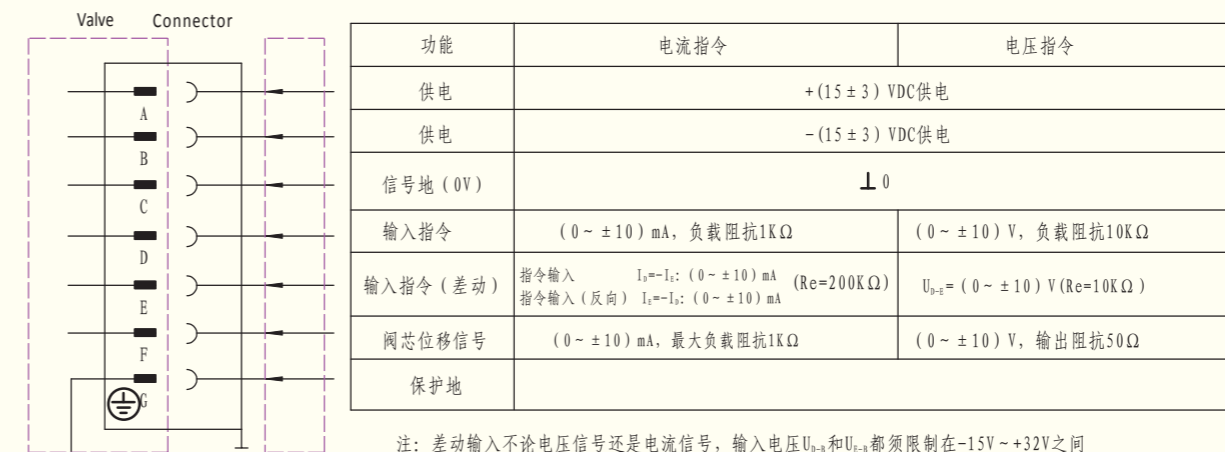 Valve Connector
功能 电流指令 电压指令
A 供电 +(15±3) VDC供电
B 供电 -(15±3) VDC供电
C 信号地(0V) ⊥ 0
D 输入指令 (0~±10) mA, 负载阻抗1KΩ (0~±10) V, 负载阻抗10KΩ
E 输入指令(差动) 指令输入 I_D=-I_E: (0~±10) mA (Re=200KΩ) U_D-E=(0~±10) V(Re=10KΩ)
指令输入(反向) I_E=-I_D: (0~±10) mA
F 阀芯位移信号 (0~±10) mA, 最大负载阻抗1KΩ (0~±10) V, 输出阻抗50Ω
G 保护地
注: 差动输入不论电压信号还是电流信号, 输入电压U_D-B和U_E-B都须限制在-15V~+32V之间